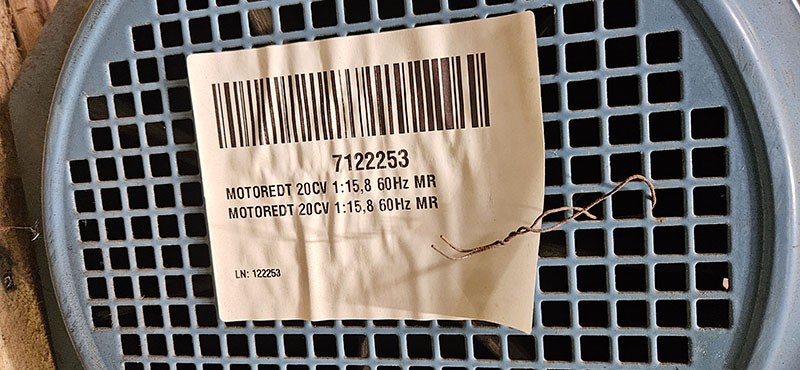 7122253
MOTOREDT 20CV 1:15,8 60Hz MR
MOTOREDT 20CV 1:15,8 60Hz MR
LN: 122253